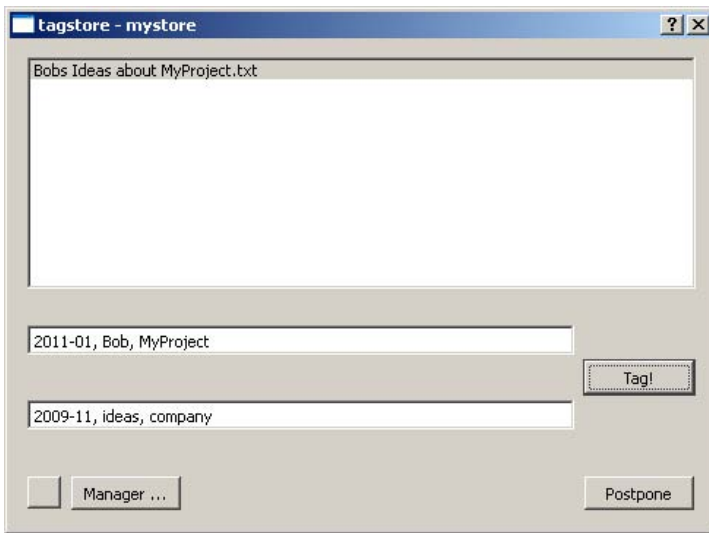 tagstore - mystore
Bobs Ideas about MyProject.txt
2011-01, Bob, MyProject
Tag!
2009-11, ideas, company
Manager ...
Postpone